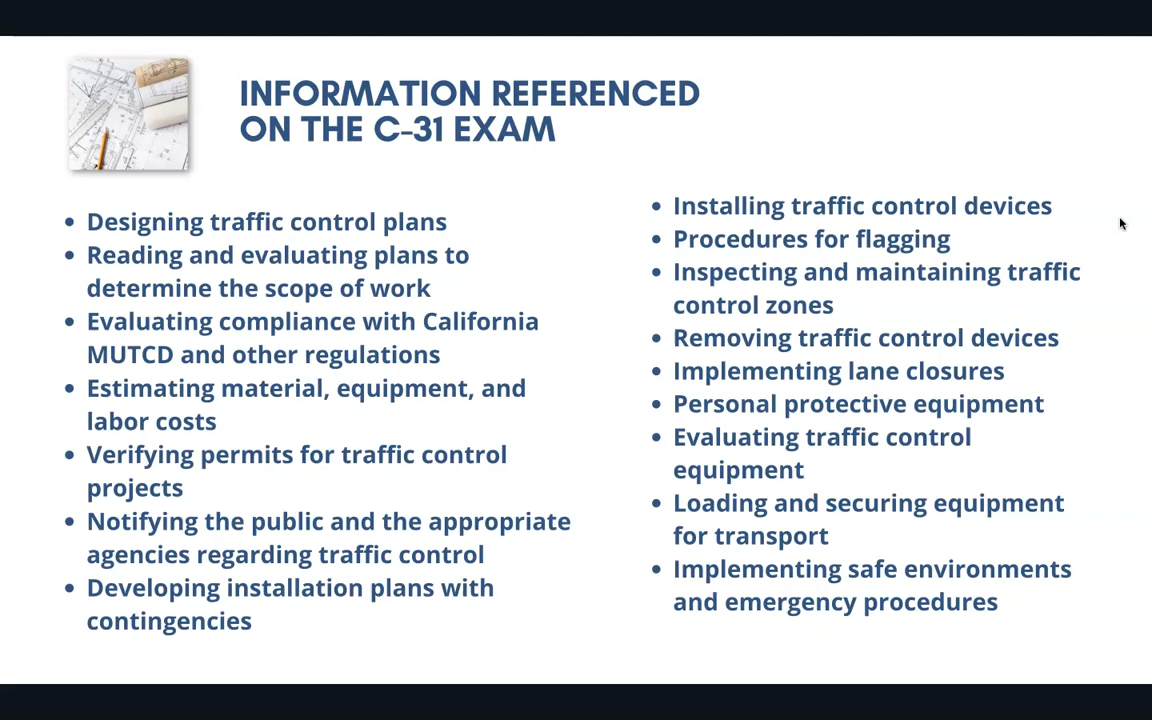 INFORMATION REFERENCED
ON THE C-31 EXAM
• Designing traffic control plans
• Reading and evaluating plans to
determine the scope of work
• Evaluating compliance with California
MUTCD and other regulations
• Estimating material, equipment, and
labor costs
• Verifying permits for traffic control
projects
• Notifying the public and the appropriate
agencies regarding traffic control
• Developing installation plans with
contingencies
• Installing traffic control devices
• Procedures for flagging
• Inspecting and maintaining traffic
control zones
• Removing traffic control devices
• Implementing lane closures
• Personal protective equipment
• Evaluating traffic control
equipment
• Loading and securing equipment
for transport
• Implementing safe environments
and emergency procedures